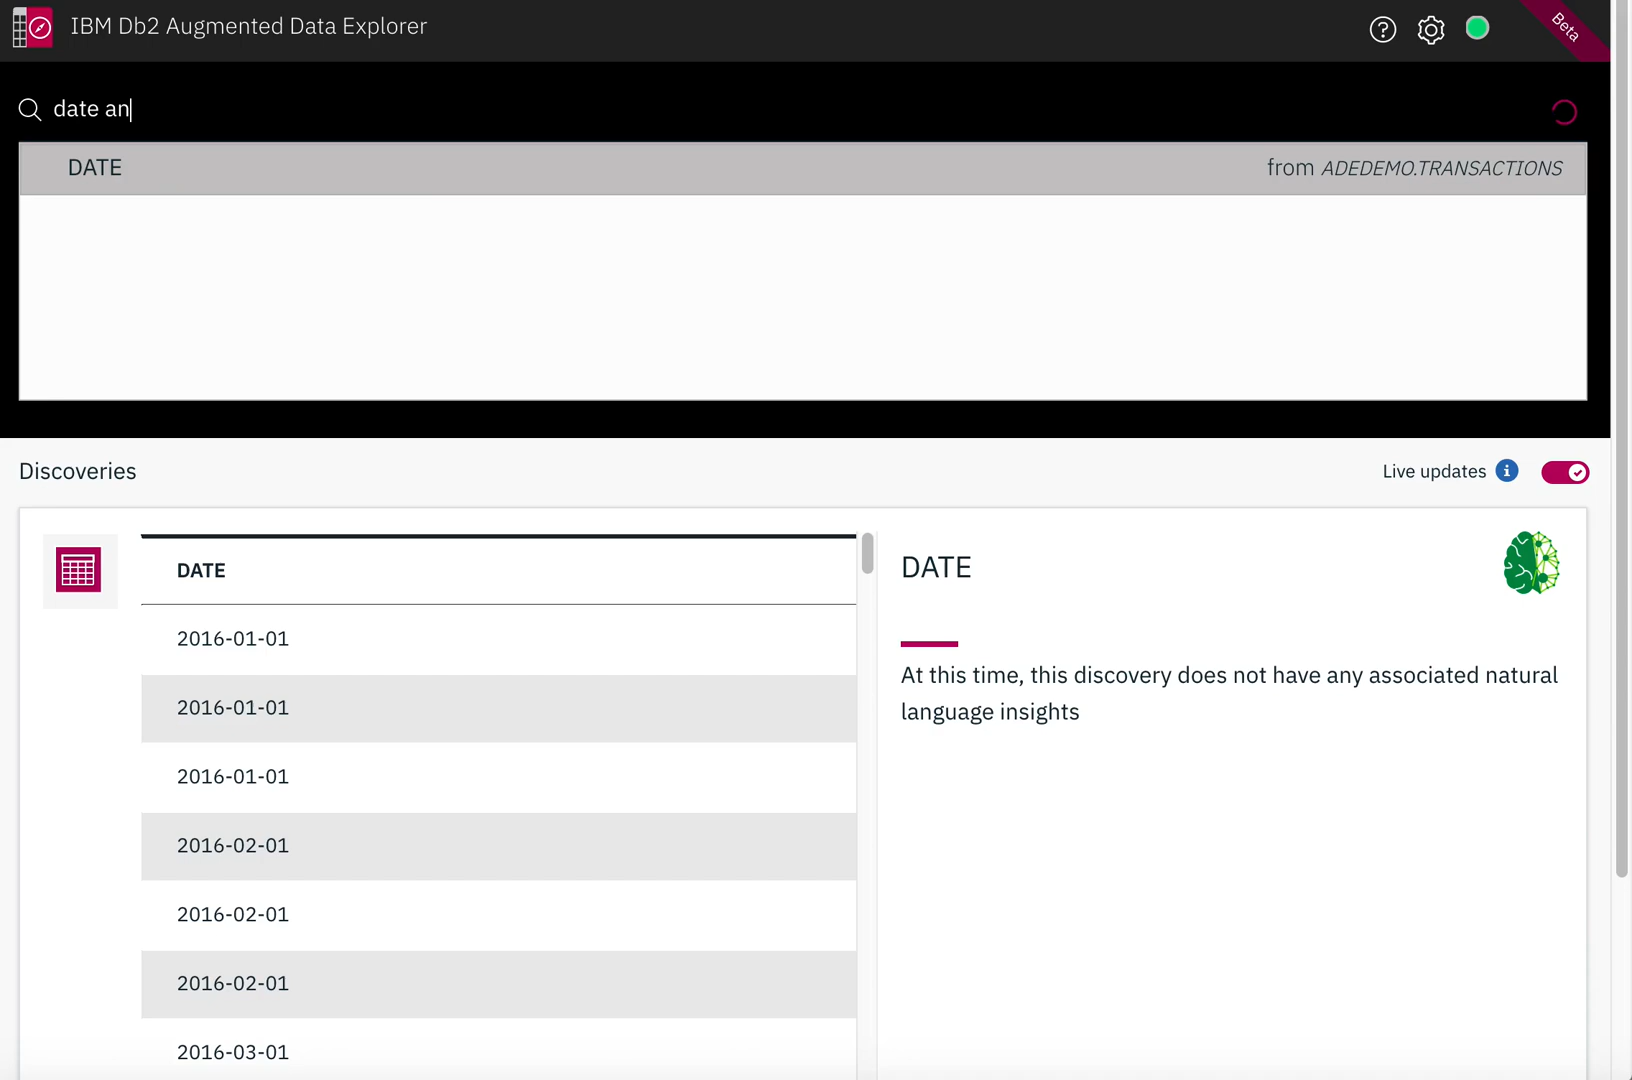 IBM Db2 Augmented Data Explorer
Beta
date an
DATE from ADEDEMO.TRANSACTIONS
Discoveries
Live updates
DATE
2016-01-01
2016-01-01
2016-01-01
2016-02-01
2016-02-01
2016-02-01
2016-03-01
DATE
At this time, this discovery does not have any associated natural
language insights